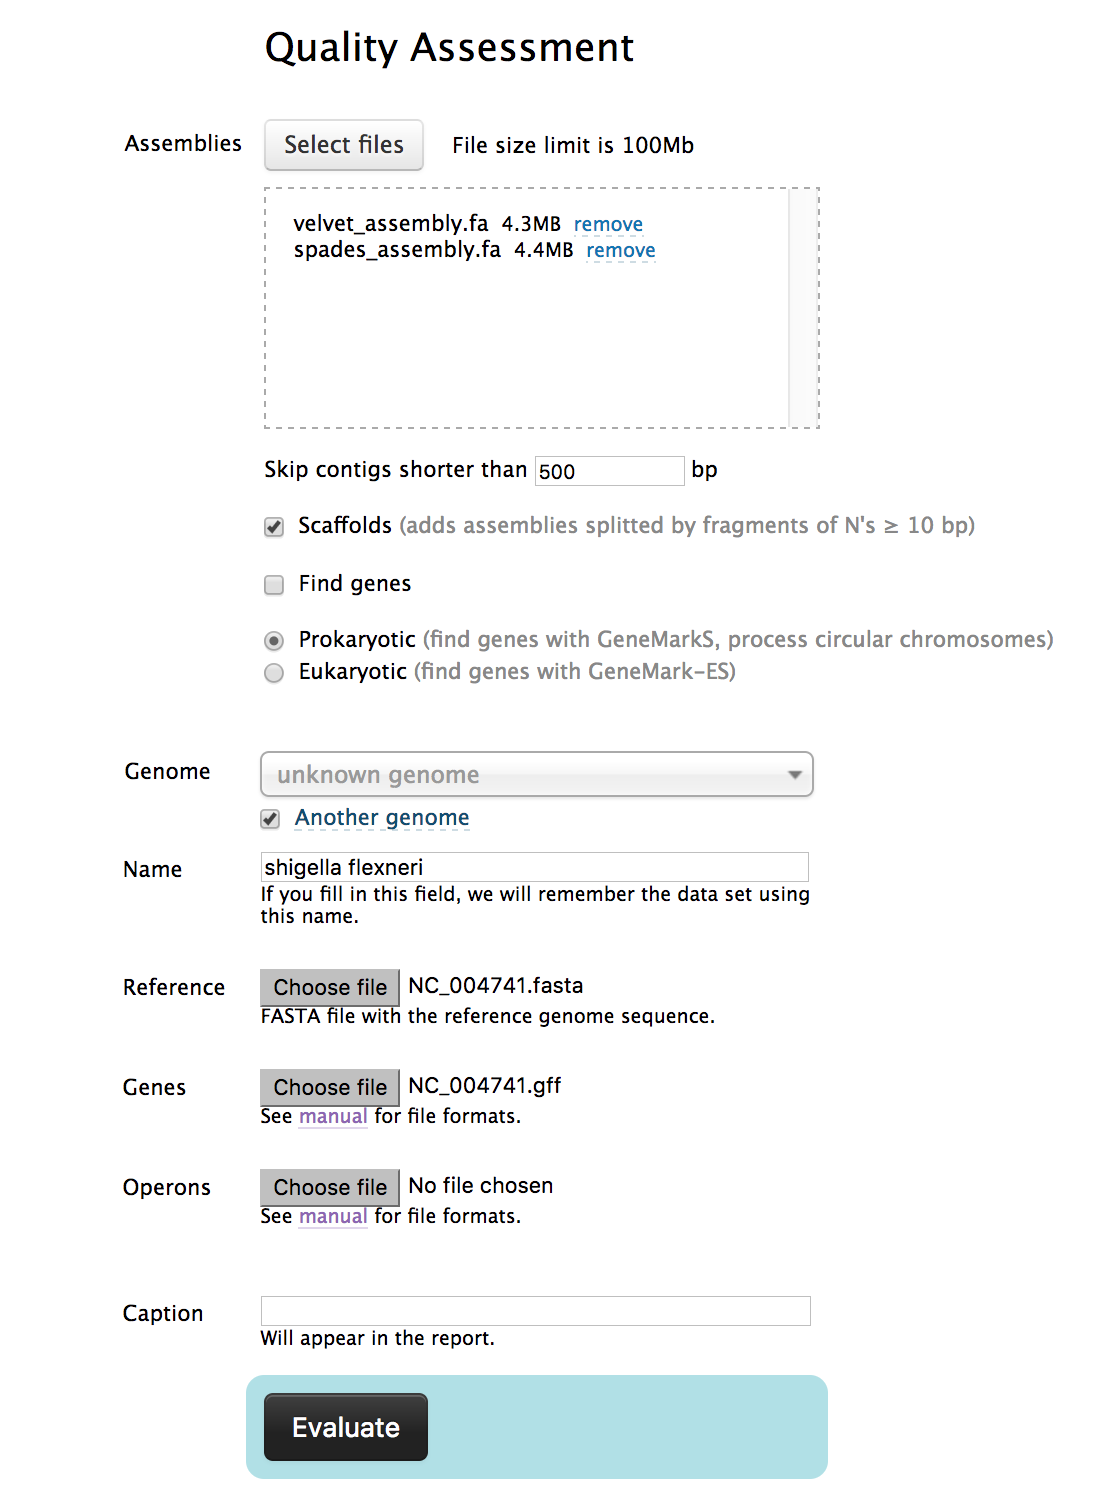 Quality Assessment
Assemblies Select files File size limit is 100Mb
velvet_assembly.fa 4.3MB remove
spades_assembly.fa 4.4MB remove
Skip contigs shorter than 500 bp
Scaffolds (adds assemblies splitted by fragments of N's ≥ 10 bp)
Find genes
Prokaryotic (find genes with GeneMarkS, process circular chromosomes)
Eukaryotic (find genes with GeneMark-ES)
Genome unknown genome
Another genome
Name shigella flexneri
If you fill in this field, we will remember the data set using
this name.
Reference Choose file NC_004741.fasta
FASTA file with the reference genome sequence.
Genes Choose file NC_004741.gff
See manual for file formats.
Operons Choose file No file chosen
See manual for file formats.
Caption
Will appear in the report.
Evaluate